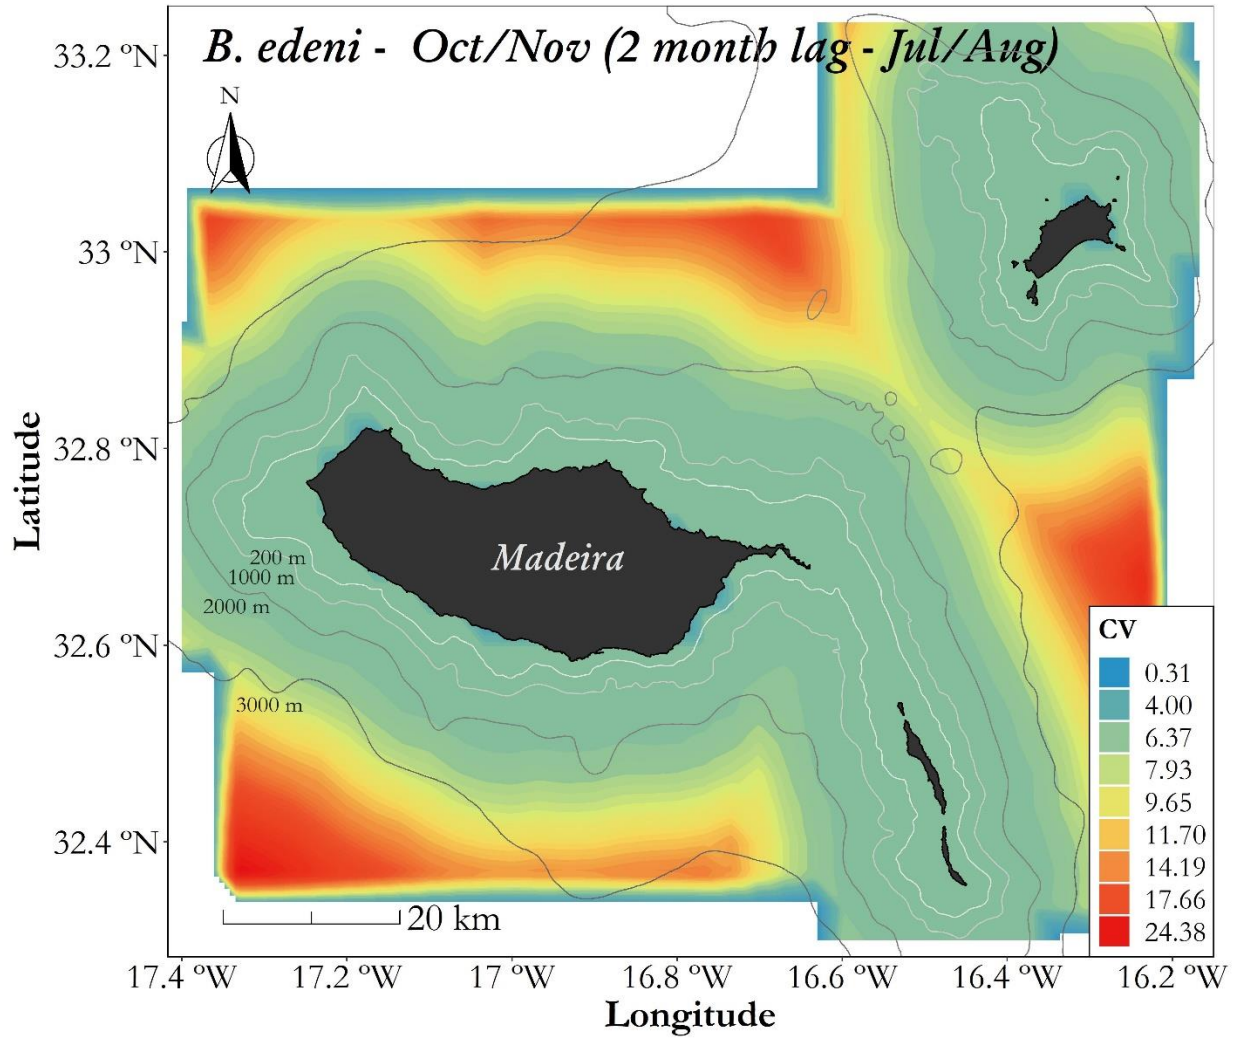 B. edeni - Oct/Nov (2 month lag - Jul/Aug)
N
33.2 ºN
33 ºN
32.8 ºN
32.6 ºN
32.4 ºN
Latitude
Madeira
200 m
1000 m
2000 m
3000 m
20 km
CV
0.31
4.00
6.37
7.93
9.65
11.70
14.19
17.66
24.38
17.4 ºW
17.2 ºW
17 ºW
16.8 ºW
16.6 ºW
16.4 ºW
16.2 ºW
Longitude